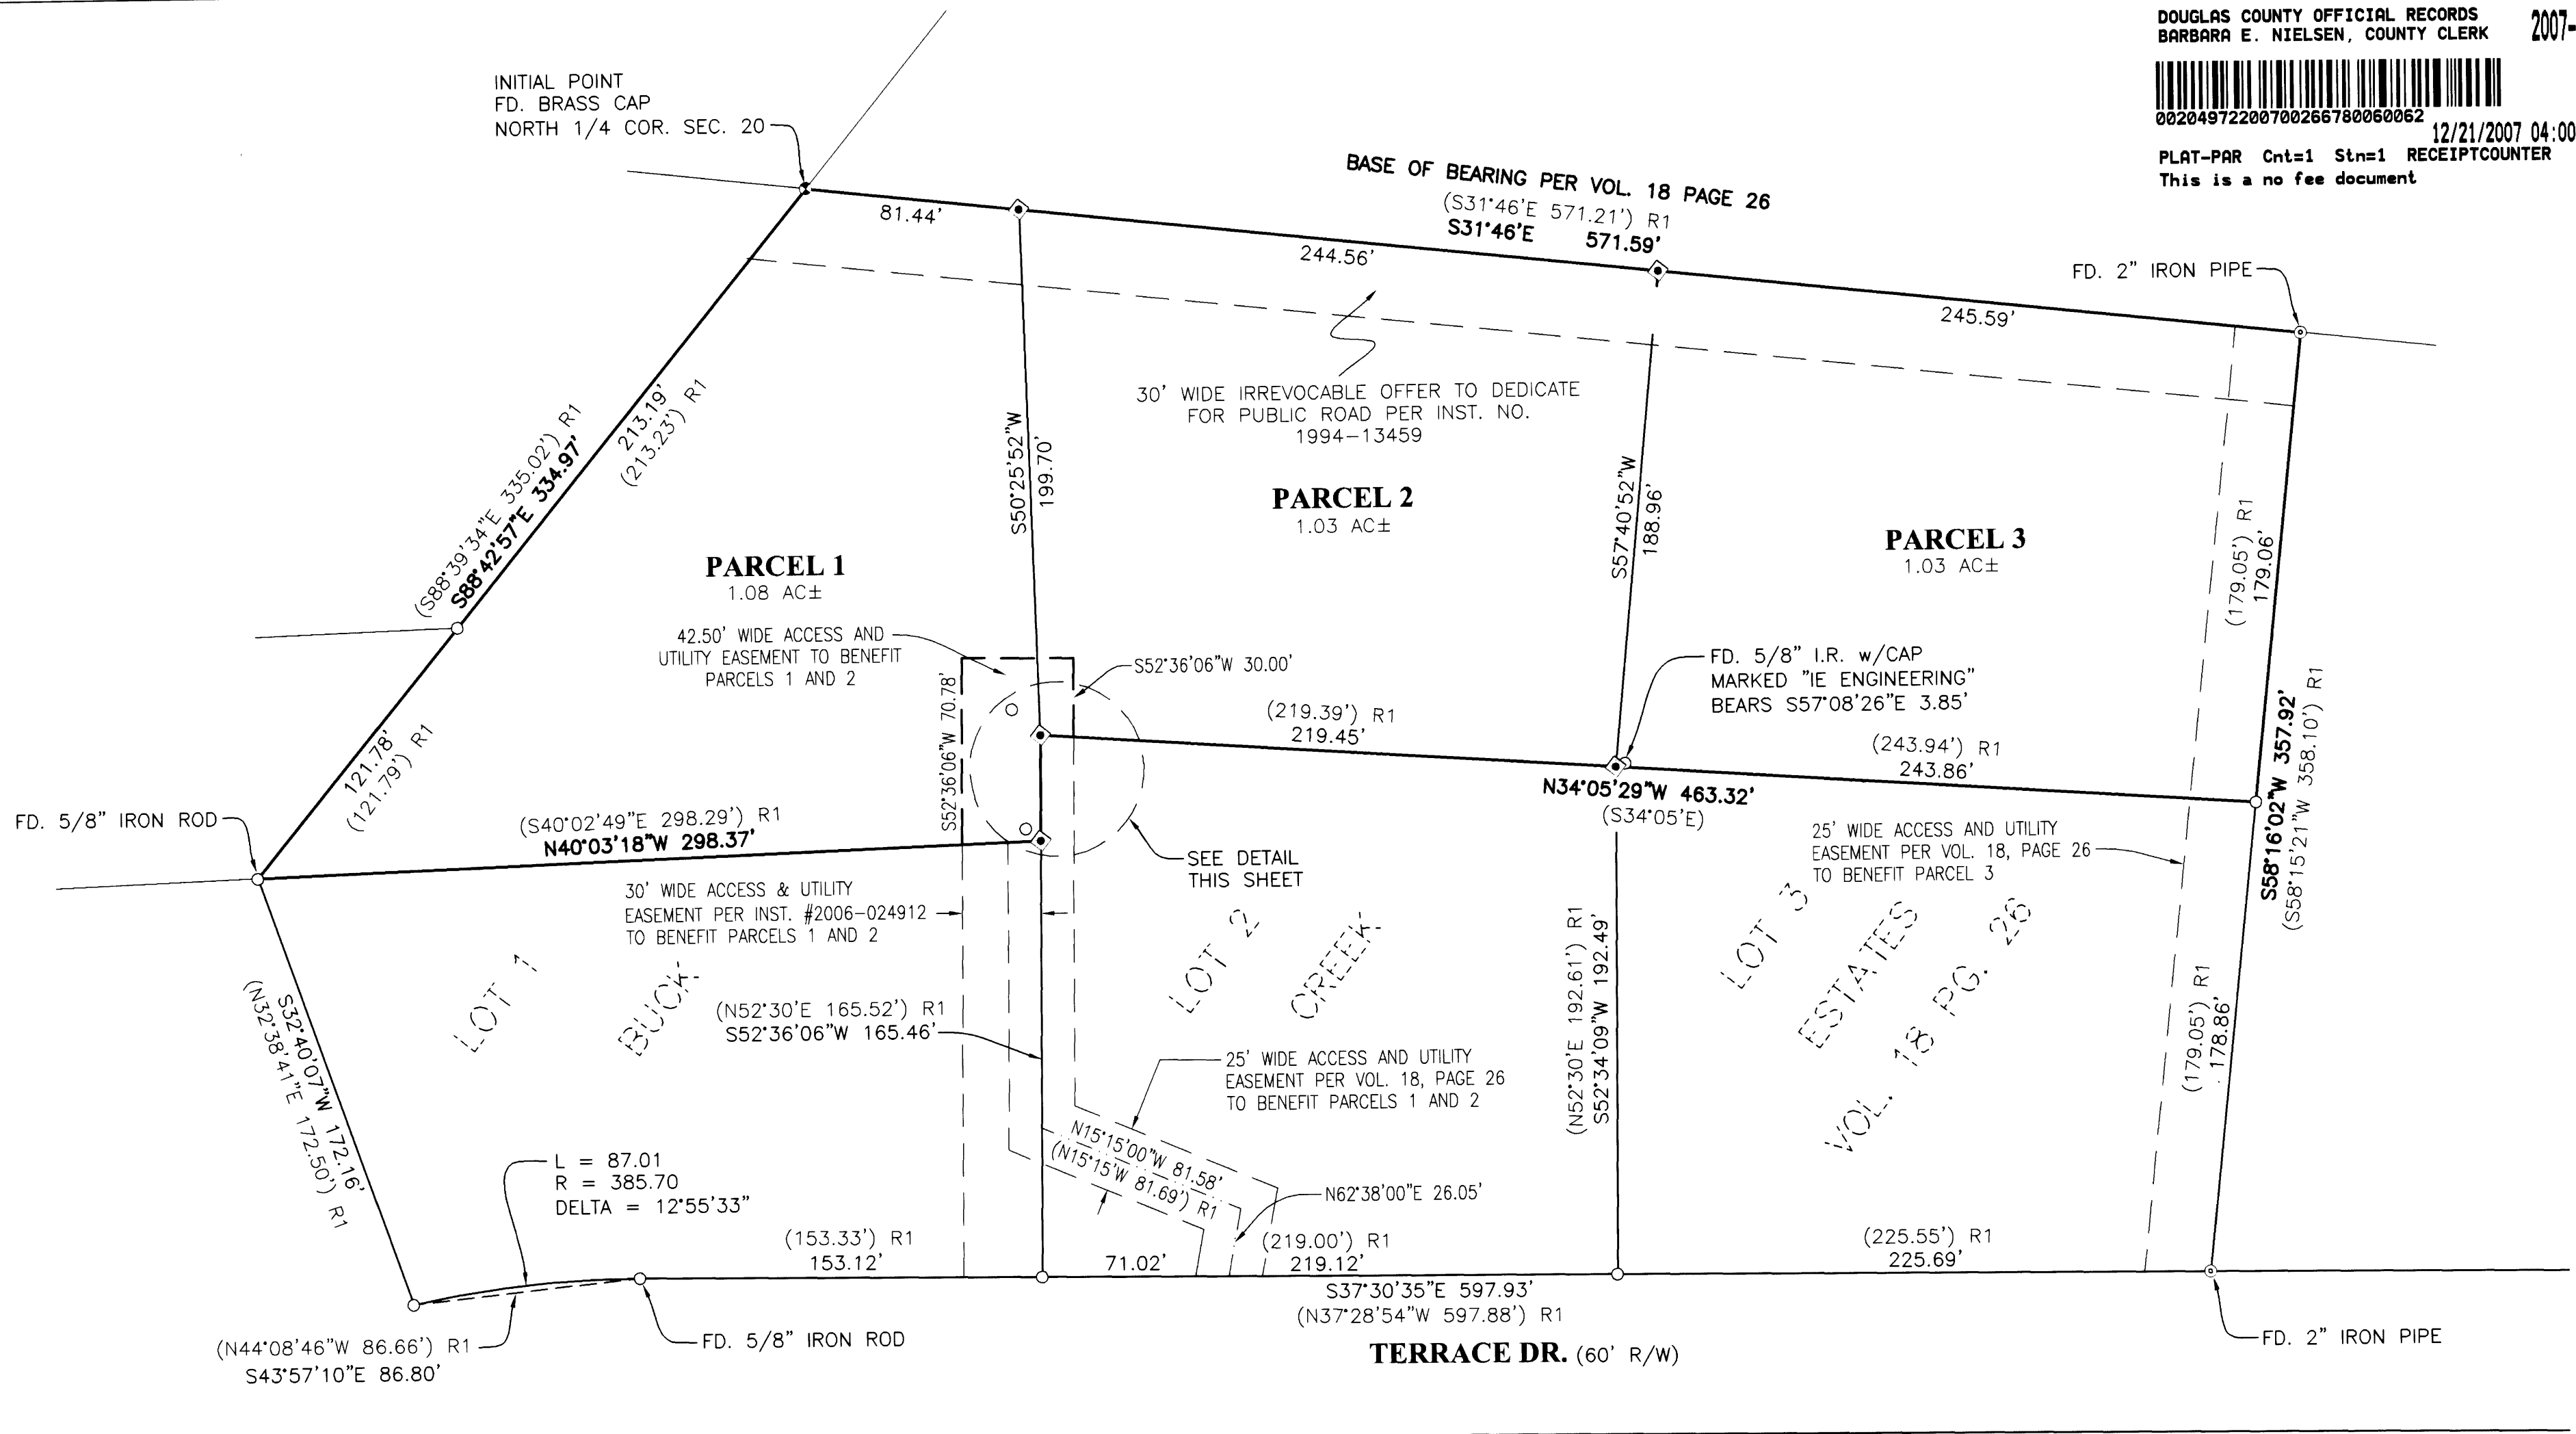 DOUGLAS COUNTY OFFICIAL RECORDS
BARBARA E. NIELSEN, COUNTY CLERK
2007-
00204972200700266780060062
12/21/2007 04:00
PLAT-PAR Cnt=1 Stn=1 RECEIPTCOUNTER
This is a no fee document
INITIAL POINT
FD. BRASS CAP
NORTH 1/4 COR. SEC. 20
BASE OF BEARING PER VOL. 18 PAGE 26
(S31°46'E 571.21') R1
S31°46'E 571.59'
81.44'
244.56'
245.59'
FD. 2" IRON PIPE
30' WIDE IRREVOCABLE OFFER TO DEDICATE
FOR PUBLIC ROAD PER INST. NO.
1994-13459
(S88°39'34"E 335.02') R1
S88°42'57"E 334.97'
213.19'
(213.23') R1
S50°25'52"W
199.70'
PARCEL 2
1.03 AC±
S57°40'52"W
188.96'
PARCEL 3
1.03 AC±
(179.05') R1
179.06'
PARCEL 1
1.08 AC±
42.50' WIDE ACCESS AND
UTILITY EASEMENT TO BENEFIT
PARCELS 1 AND 2
S52°36'06"W 30.00'
S52°36'06"W 70.78'
FD. 5/8" I.R. w/CAP
MARKED "IE ENGINEERING"
BEARS S57°08'26"E 3.85'
(219.39') R1
219.45'
(243.94') R1
243.86'
N34°05'29"W 463.32'
(S34°05'E)
S58°16'02"W 357.92'
(S58°15'21"W 358.10') R1
121.78'
(121.79') R1
FD. 5/8" IRON ROD
(S40°02'49"E 298.29') R1
N40°03'18"W 298.37'
SEE DETAIL
THIS SHEET
25' WIDE ACCESS AND UTILITY
EASEMENT PER VOL. 18, PAGE 26
TO BENEFIT PARCEL 3
30' WIDE ACCESS & UTILITY
EASEMENT PER INST. #2006-024912
TO BENEFIT PARCELS 1 AND 2
LOT 1
BUCK
LOT 2
CREEK
LOT 3
ESTATES
VOL. 18 PG. 26
S32°40'07"W 172.16'
(N32°38'41"E 172.50') R1
(N52°30'E 165.52') R1
S52°36'06"W 165.46'
(N52°30'E 192.61') R1
S52°34'09"W 192.49'
(179.05') R1
178.86'
25' WIDE ACCESS AND UTILITY
EASEMENT PER VOL. 18, PAGE 26
TO BENEFIT PARCELS 1 AND 2
N15°15'00"W 81.58'
(N15°15'W 81.69') R1
N62°38'00"E 26.05'
L = 87.01
R = 385.70
DELTA = 12°55'33"
(153.33') R1
153.12'
71.02'
(219.00') R1
219.12'
(225.55') R1
225.69'
S37°30'35"E 597.93'
(N37°28'54"W 597.88') R1
(N44°08'46"W 86.66') R1
S43°57'10"E 86.80'
FD. 5/8" IRON ROD
FD. 2" IRON PIPE
TERRACE DR. (60' R/W)